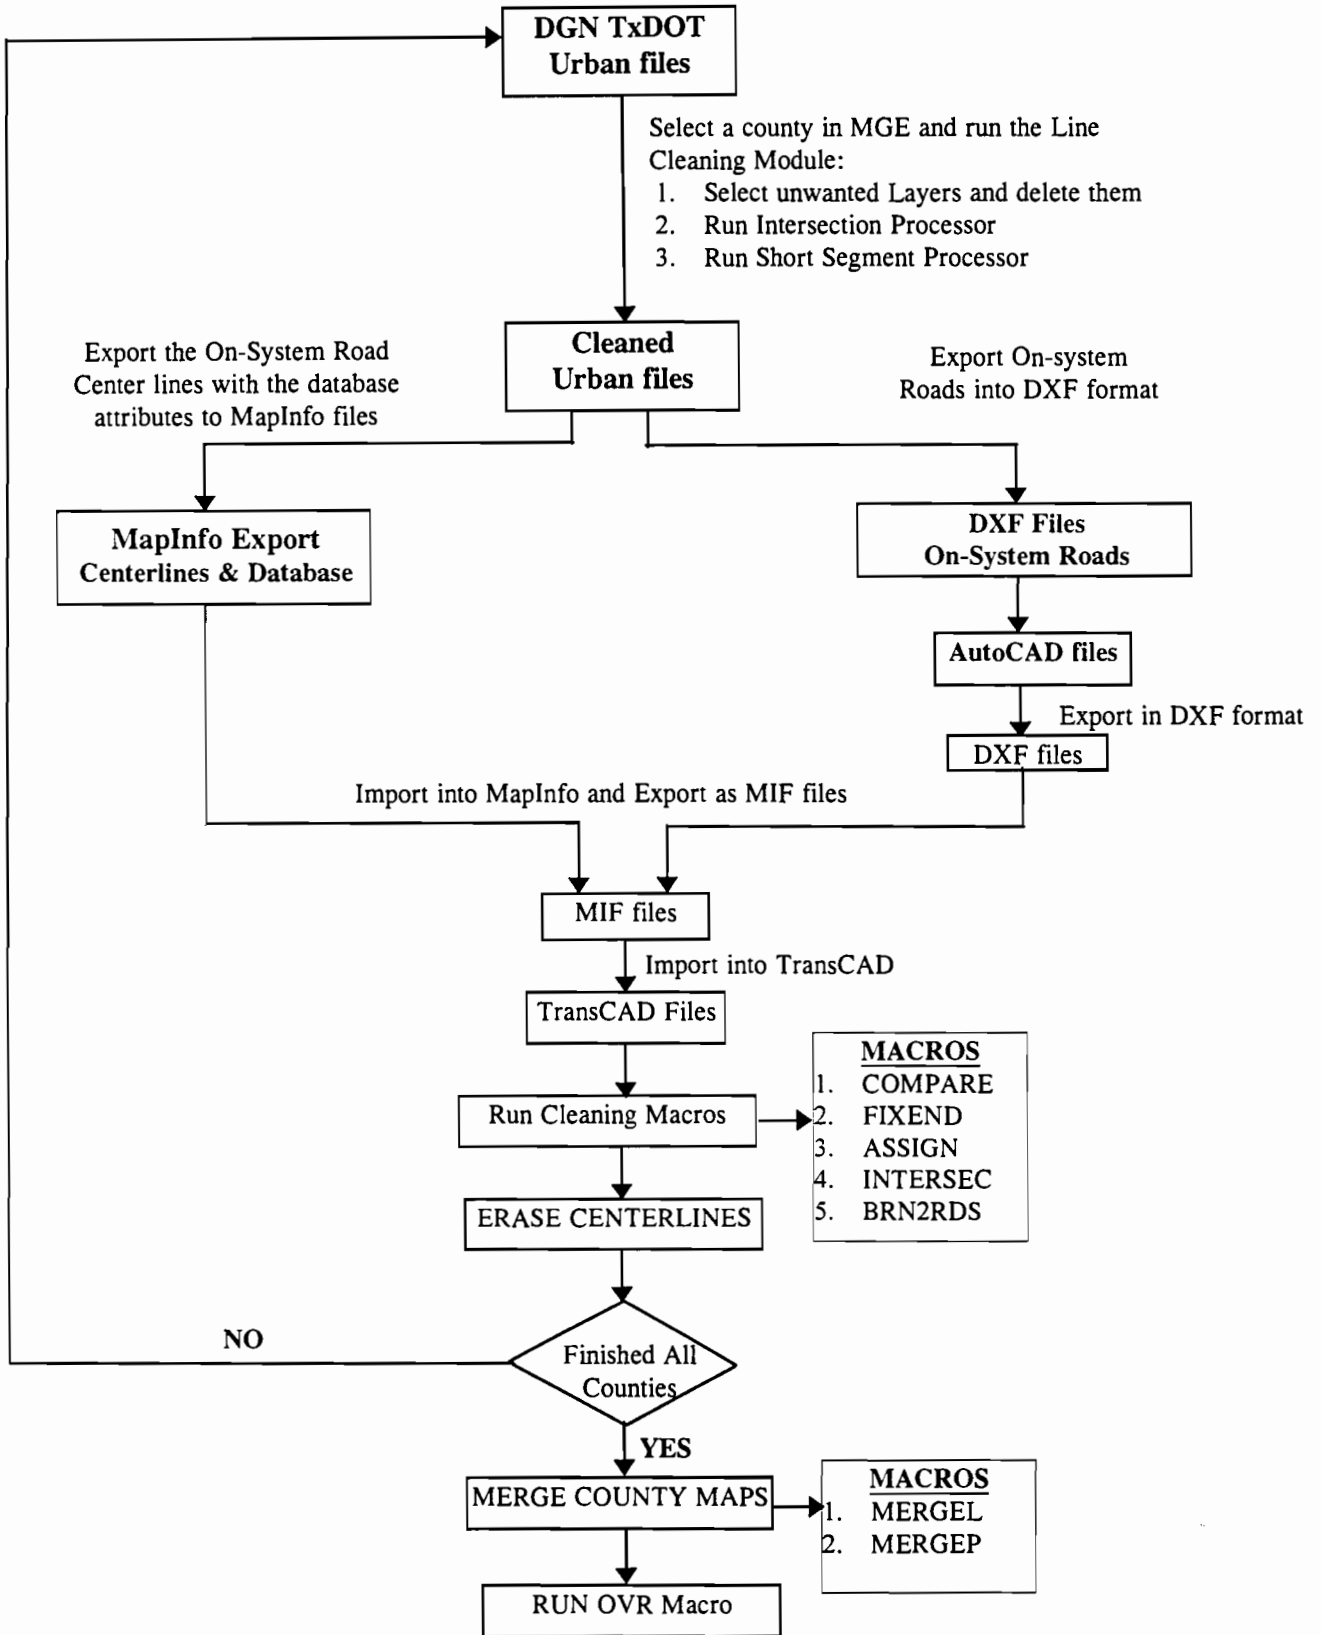 DGN TxDOT
Urban files
Select a county in MGE and run the Line
Cleaning Module:
1. Select unwanted Layers and delete them
2. Run Intersection Processor
3. Run Short Segment Processor
Export the On-System Road
Center lines with the database
attributes to MapInfo files
Cleaned
Urban files
Export On-system
Roads into DXF format
MapInfo Export
Centerlines & Database
DXF Files
On-System Roads
AutoCAD files
Export in DXF format
DXF files
Import into MapInfo and Export as MIF files
MIF files
Import into TransCAD
TransCAD Files
Run Cleaning Macros
MACROS
1. COMPARE
2. FIXEND
3. ASSIGN
4. INTERSEC
5. BRN2RDS
ERASE CENTERLINES
NO
Finished All
Counties
YES
MERGE COUNTY MAPS
MACROS
1. MERGEL
2. MERGEP
RUN OVR Macro